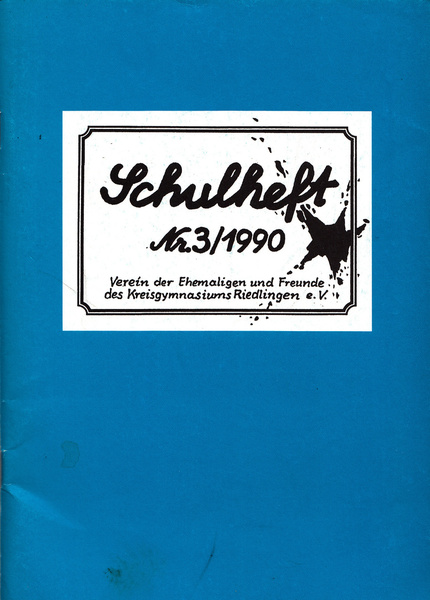 Schulheft
Nr.3/1990
Verein der Ehemaligen und Freunde
des Kreisgymnasiums Riedlingen e.V.